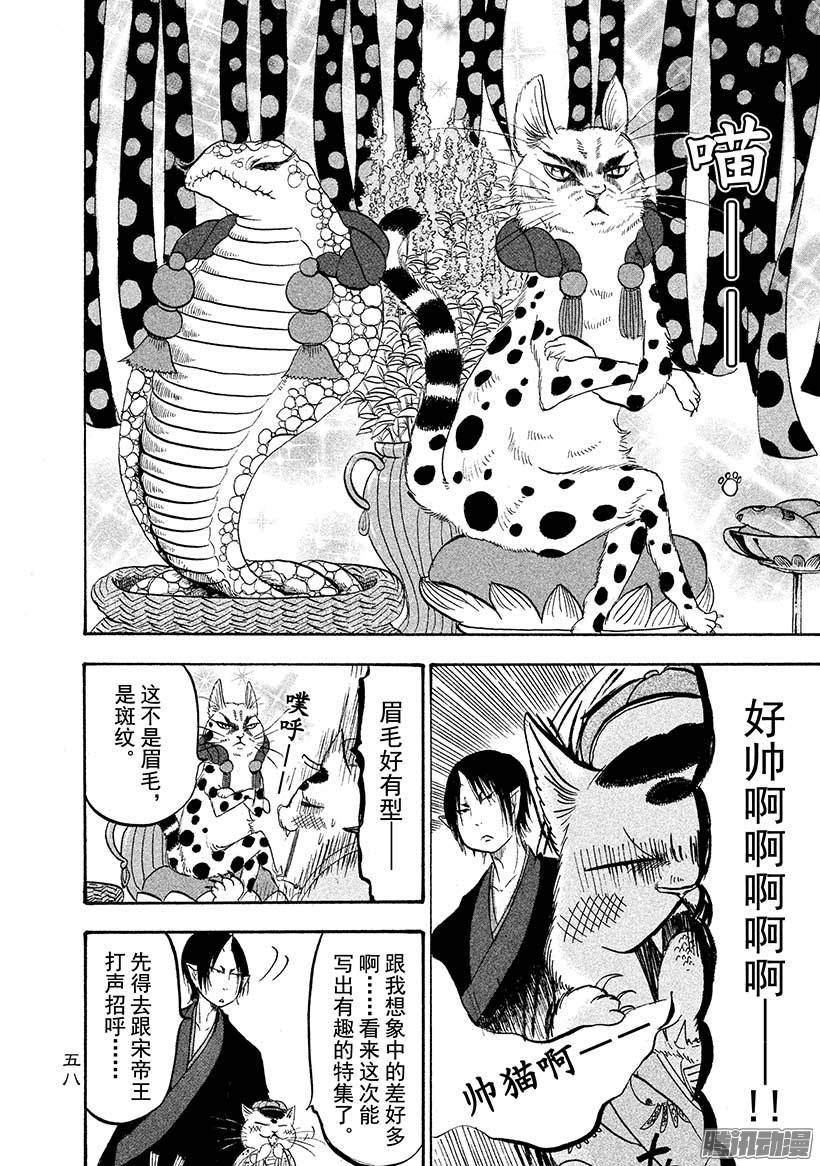 喵———
好帅啊啊啊啊啊——!!
帅猫啊———
眉毛好有型——
噗呼——
这不是眉毛，
是斑纹。
跟我想象中的差好多
啊……看来这次能
写出有趣的特集了。
先得去跟宋帝王
打声招呼……
五八
腾讯动漫